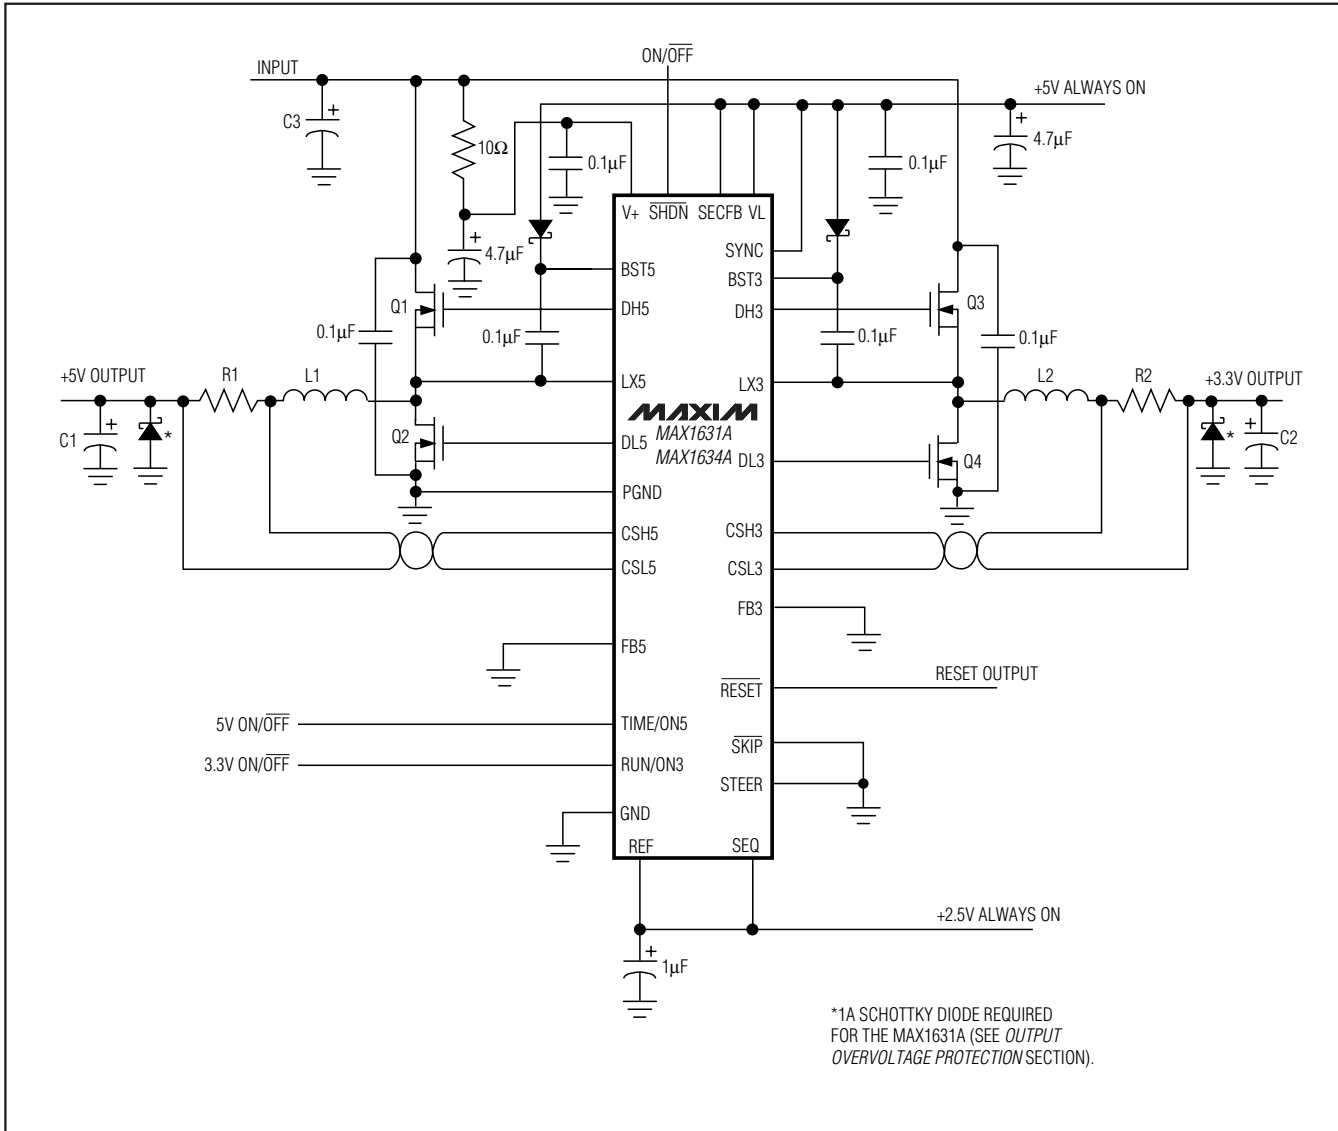 ON/OFF
INPUT
+5V ALWAYS ON
C3
+
10Ω
0.1µF
0.1µF
+
4.7µF
V+ SHDN SECFB VL
+
4.7µF
SYNC
BST5
BST3
Q1
DH5
DH3
Q3
0.1µF
0.1µF
0.1µF
0.1µF
+5V OUTPUT
R1
L1
LX5
LX3
L2
R2
+3.3V OUTPUT
MAXIM
MAX1631A
MAX1634A
C1
+
*
Q2
DL5
DL3
Q4
*
+
C2
PGND
CSH5
CSH3
CSL5
CSL3
FB3
FB5
RESET
RESET OUTPUT
5V ON/OFF
TIME/ON5
SKIP
3.3V ON/OFF
RUN/ON3
STEER
GND
REF
SEQ
+2.5V ALWAYS ON
+
1µF
*1A SCHOTTKY DIODE REQUIRED
FOR THE MAX1631A (SEE OUTPUT
OVERVOLTAGE PROTECTION SECTION).